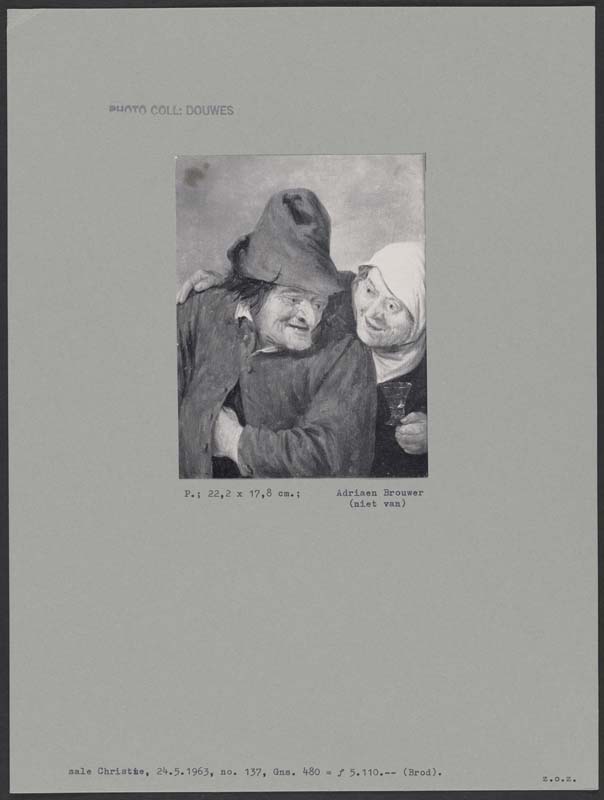 PHOTO COLL: DOUWES
P.; 22,2 x 17,8 cm.; Adriaen Brouwer
(niet van)
sale Christie, 24.5.1963, no. 137, Gns. 480 = ƒ 5.110.-- (Brod).
z.o.z.